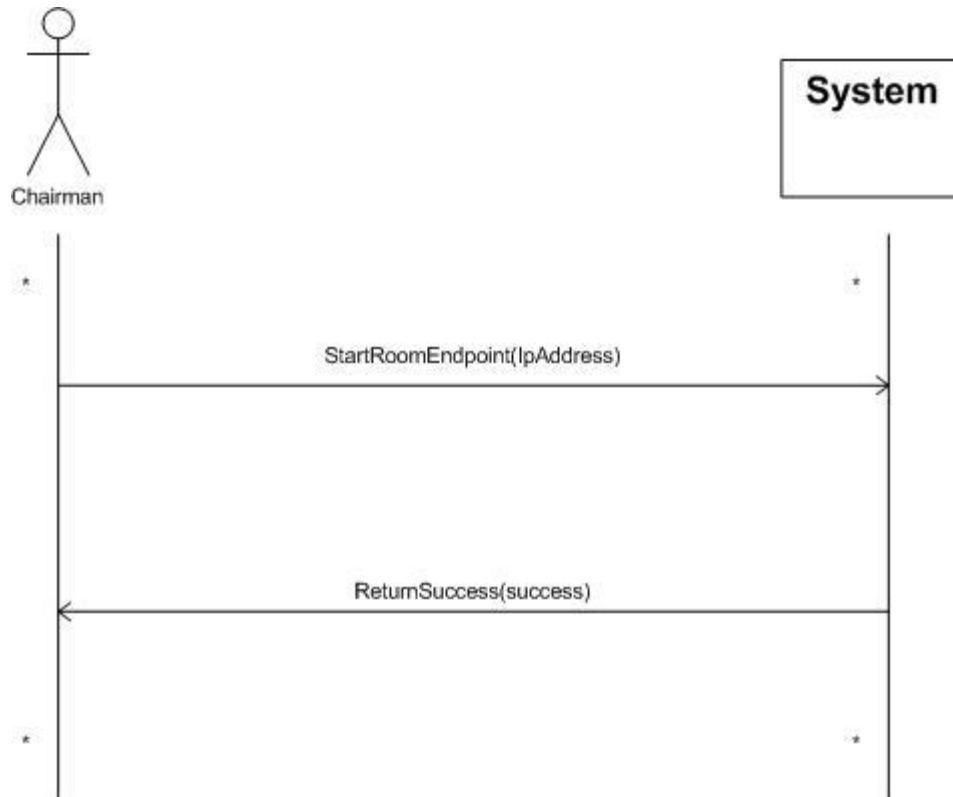 System
Chairman
*
*
StartRoomEndpoint(IpAddress)
ReturnSuccess(success)
*
*